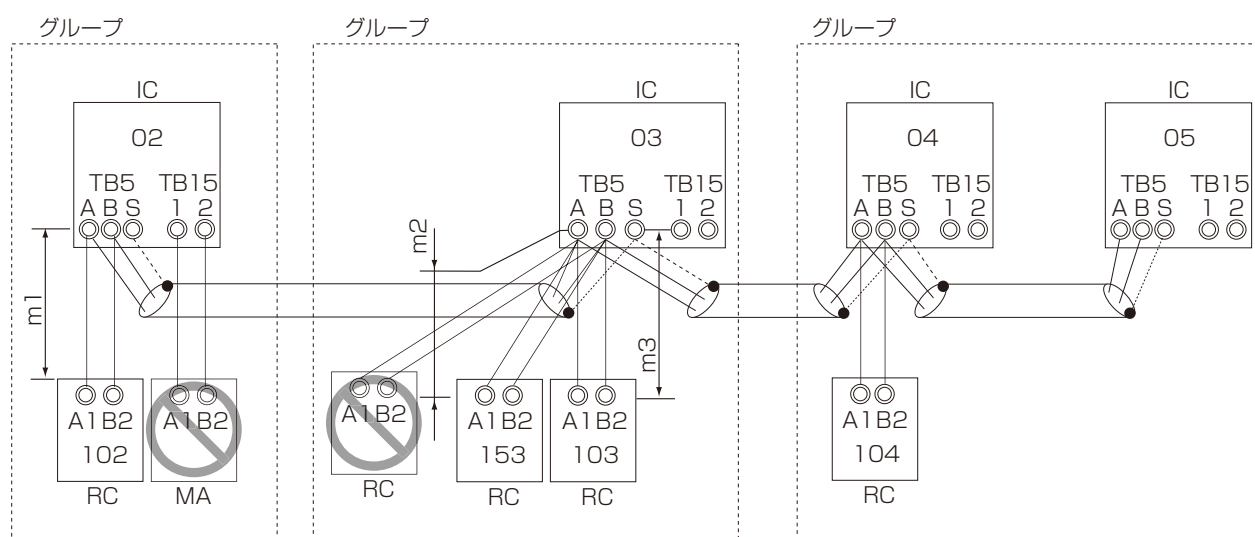 グループ
グループ
グループ
IC
IC
IC
IC
02
03
04
05
TB5 TB15
A B S 1 2
TB5 TB15
A B S 1 2
TB5 TB15
A B S 1 2
TB5 TB15
A B S 1 2
m1
m2
m3
A1B2
102
RC
A1B2
MA
A1B2
RC
A1B2
153
RC
A1B2
103
RC
A1B2
104
RC